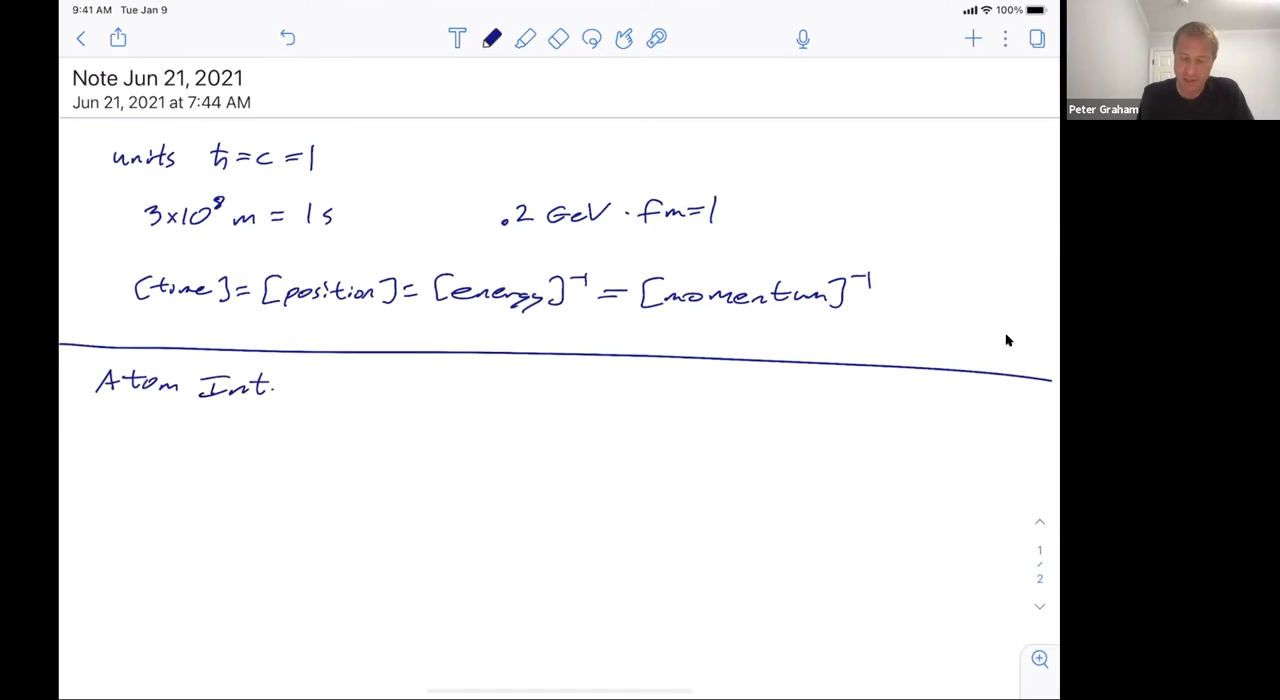 9:41 AM Tue Jan 9
100%
Note Jun 21, 2021
Jun 21, 2021 at 7:44 AM
Peter Graham
units ħ = c = 1
3×10⁸ m = 1 s .2 GeV · fm = 1
[time] = [position] = [energy]⁻¹ = [momentum]⁻¹
Atom Int.
1
/
2